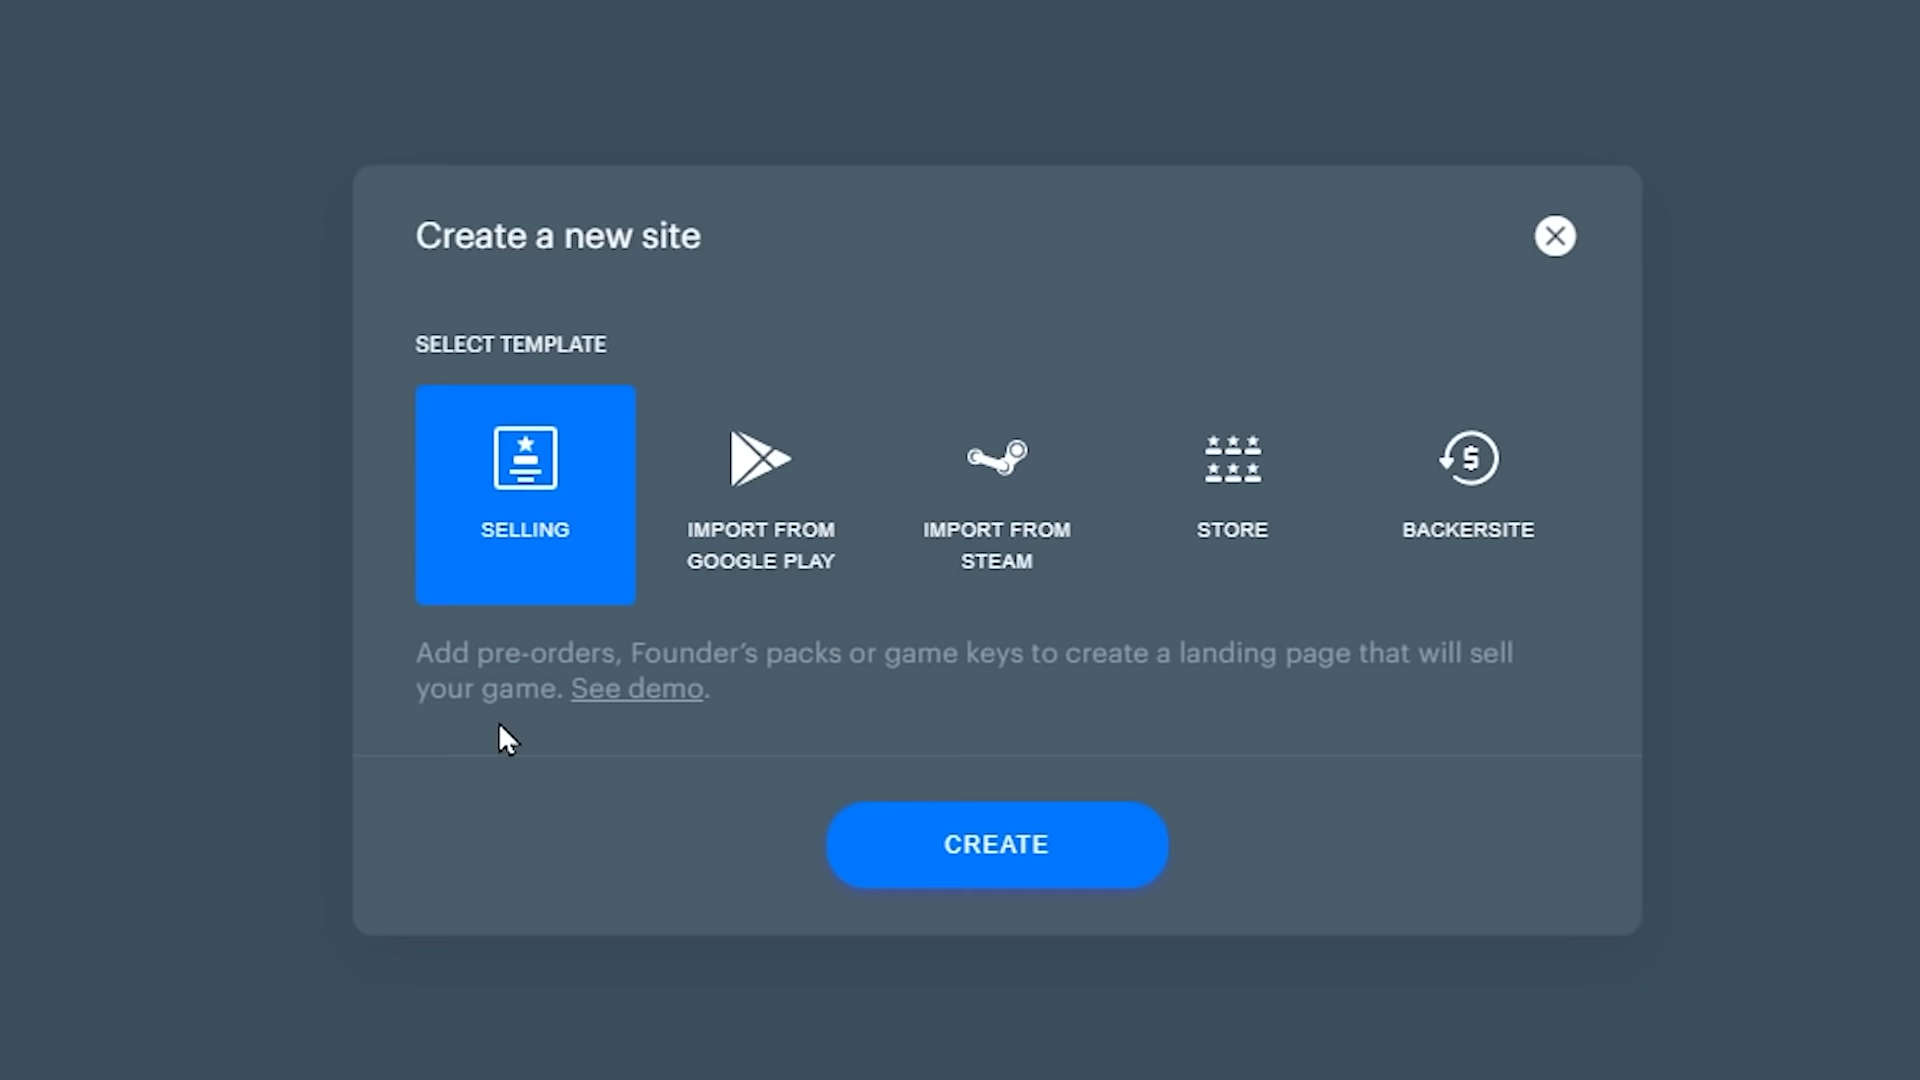 Create a new site
SELECT TEMPLATE
SELLING
IMPORT FROM
GOOGLE PLAY
IMPORT FROM
STEAM
STORE
BACKERSITE
Add pre-orders, Founder’s packs or game keys to create a landing page that will sell
your game. See demo.
CREATE